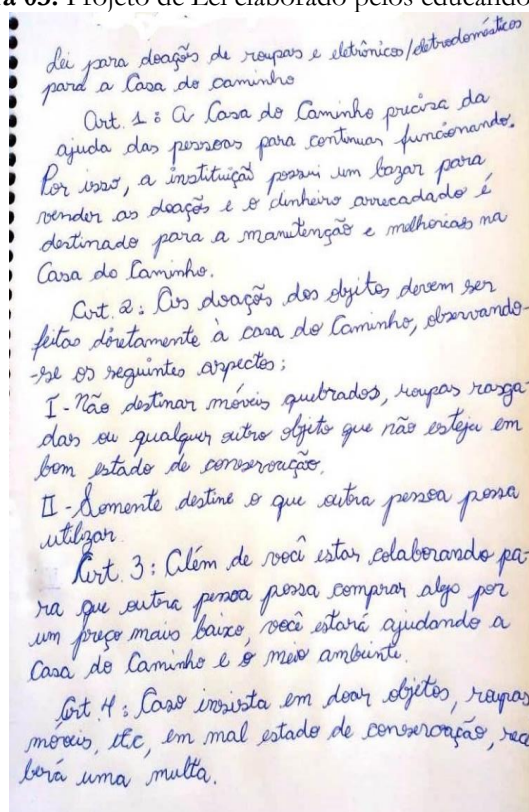 a 03. Projeto de Lei elaborado pelos educando
Lei para doações de roupas e eletrônicos/eletrodomésticos
para a Casa do caminho
Art. 1: A Casa do Caminho precisa da
ajuda das pessoas para continuar funcionando.
Por isso, a instituição possui um bazar para
vender as doações e o dinheiro arrecadado é
destinado para a manutenção e melhorias na
Casa do Caminho.
Art. 2: As doações dos objetos devem ser
feitas diretamente à casa do Caminho, observando-
-se os seguintes aspectos:
I - Não destinar móveis quebrados, roupas rasga-
das ou qualquer outro objeto que não esteja em
bom estado de conservação.
II - Somente destine o que outra pessoa possa
utilizar.
Art. 3: Além de você estar colaborando pa-
ra que outra pessoa possa comprar algo por
um preço mais baixo, você estará ajudando a
Casa do Caminho e o meio ambiente.
Art 4: Caso insista em doar objetos, roupas
móveis, etc, em mal estado de conservação, rece
berá uma multa.